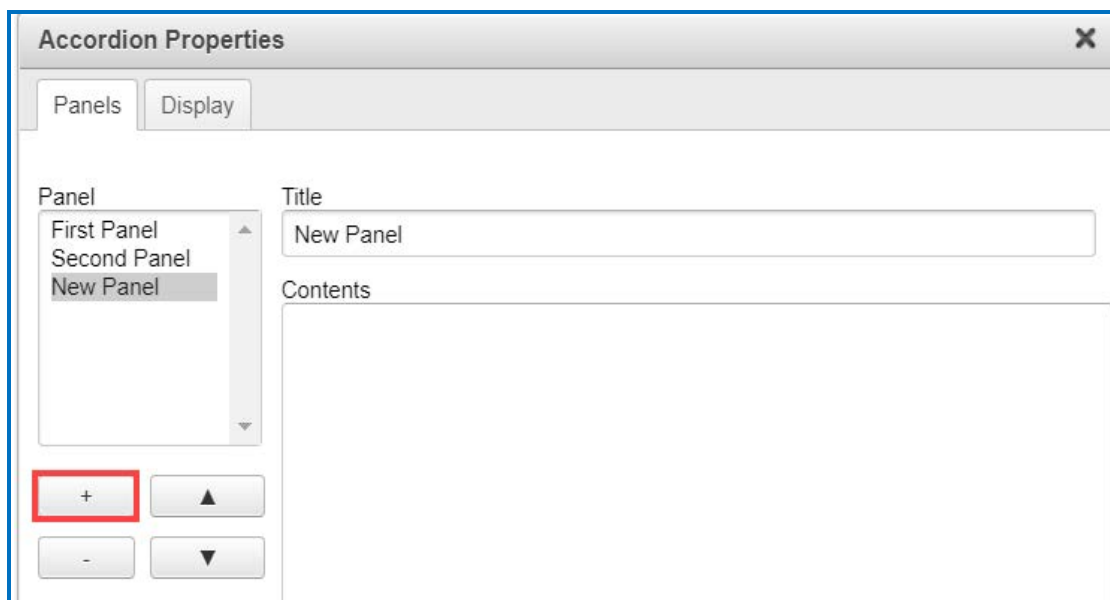 Accordion Properties
Panels Display
Panel
First Panel
Second Panel
New Panel
Title
New Panel
Contents
+
-